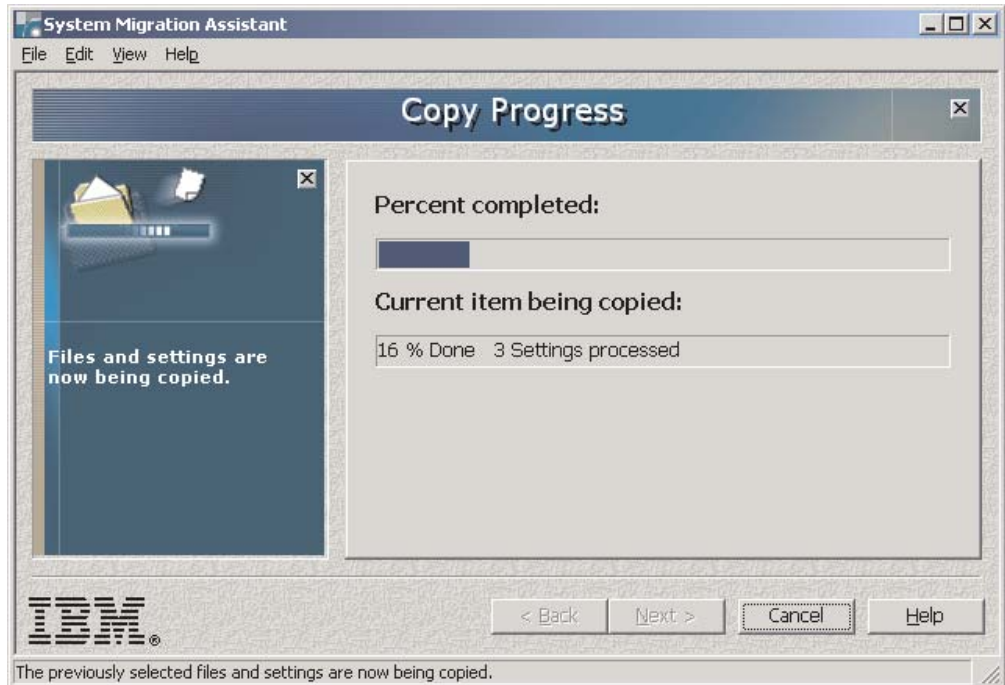 System Migration Assistant
File Edit View Help
Copy Progress
Files and settings are
now being copied.
Percent completed:
Current item being copied:
16 % Done 3 Settings processed
IBM®
< Back Next > Cancel Help
The previously selected files and settings are now being copied.